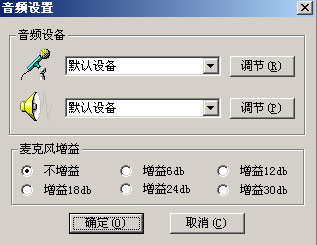 音频设置
音频设备
默认设备 调节(R)
默认设备 调节(P)
麦克风增益
不增益 增益6db 增益12db
增益18db 增益24db 增益30db
确定(O) 取消(C)